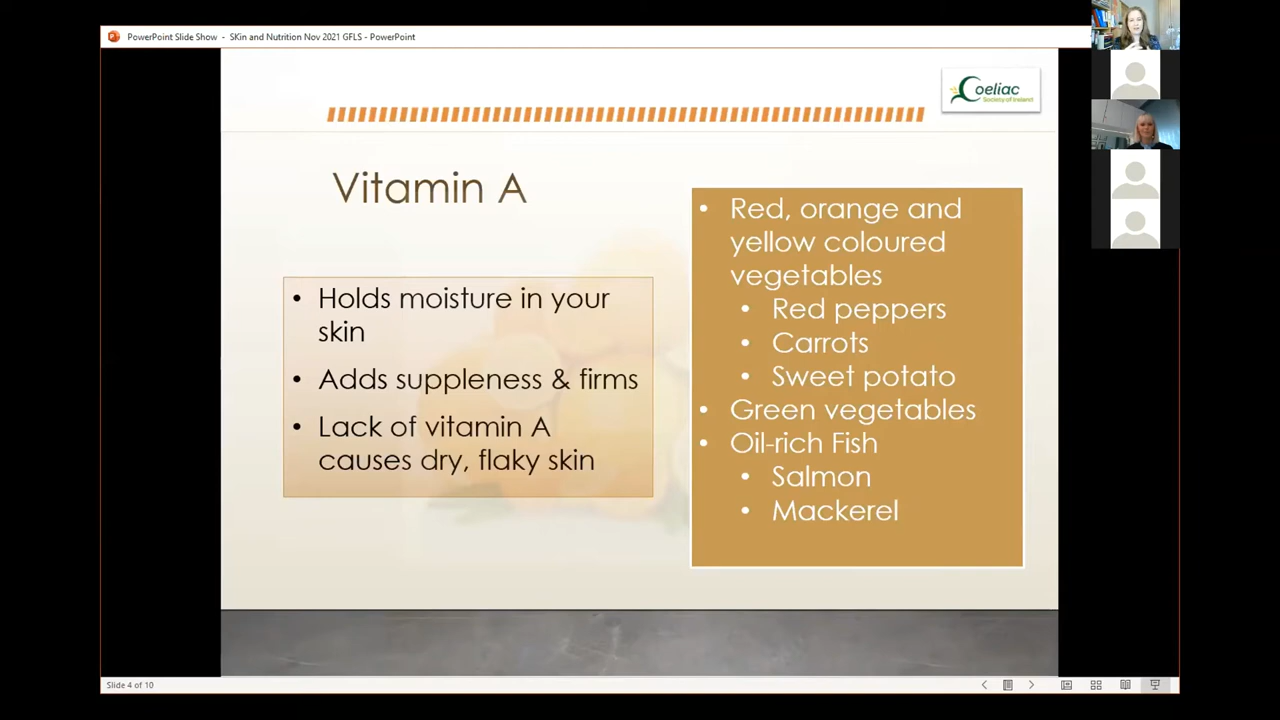 PowerPoint Slide Show - SKin and Nutrition Nov 2021 GFLS - PowerPoint
Coeliac
Society of Ireland
Vitamin A
• Holds moisture in your
skin
• Adds suppleness & firms
• Lack of vitamin A
causes dry, flaky skin
• Red, orange and
yellow coloured
vegetables
• Red peppers
• Carrots
• Sweet potato
• Green vegetables
• Oil-rich Fish
• Salmon
• Mackerel
Slide 4 of 10